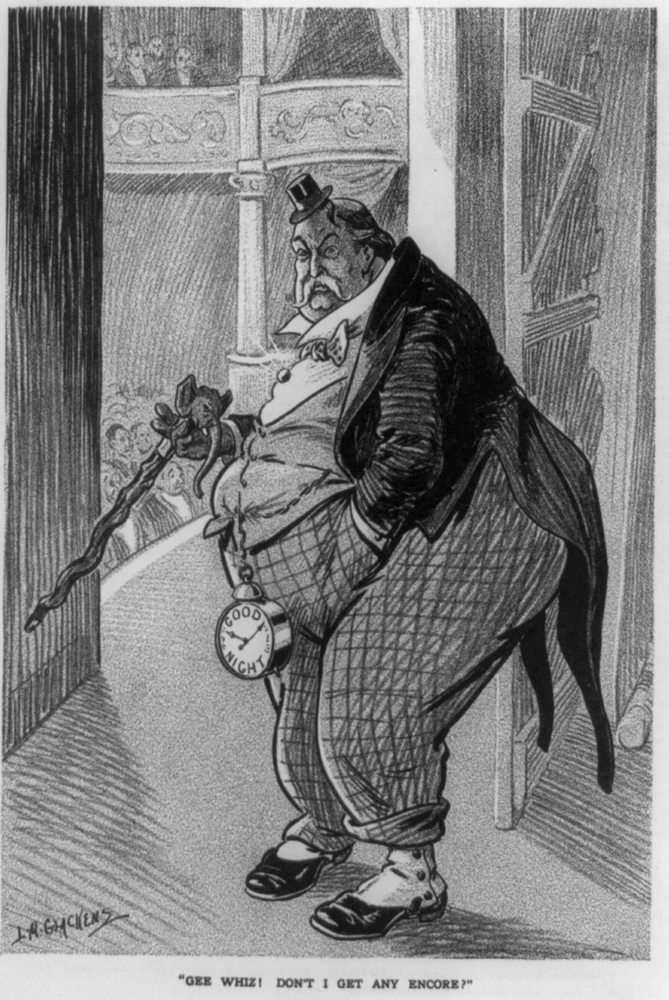 GOOD
NIGHT
L.M. GLACKENS
"GEE WHIZ! DON'T I GET ANY ENCORE?"